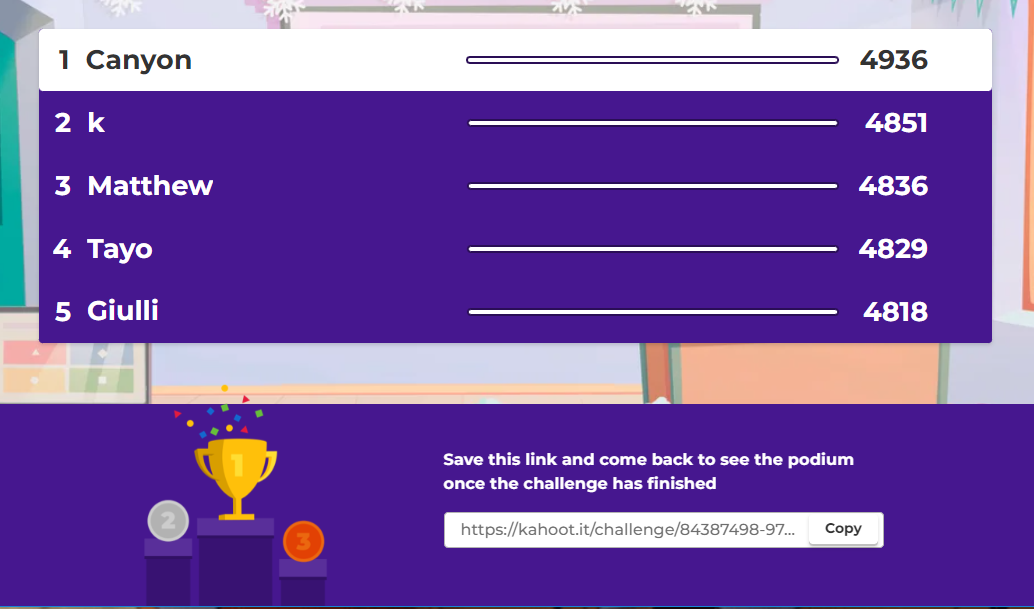 1 Canyon 4936
2 k 4851
3 Matthew 4836
4 Tayo 4829
5 Giulli 4818
1
Save this link and come back to see the podium
once the challenge has finished
2
https://kahoot.it/challenge/84387498-97... Copy
3